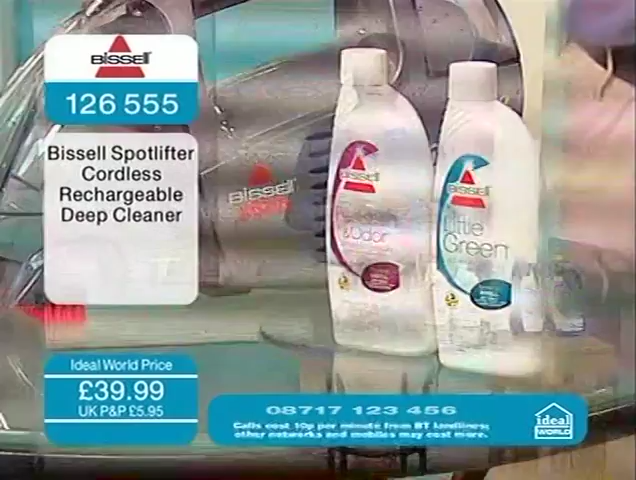 BISSELL
126 555
Bissell Spotlifter
Cordless
Rechargeable
Deep Cleaner
BISSELL
BISSELL
& Odor
BISSELL
Little
Green
Ideal World Price
£39.99
UK P&P £5.95
08717 123 456
Calls cost 10p per minute from BT landlines;
other networks and mobiles may cost more.
ideal
WORLD